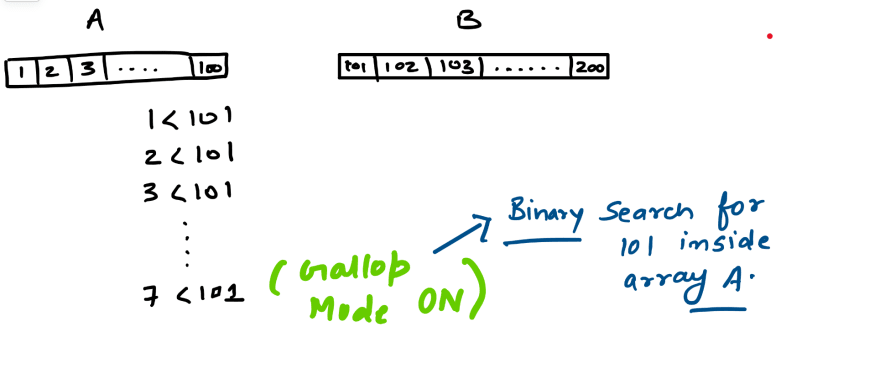 A B
1 2 3 .... 100 101 102 103 ...... 200
1 < 101
2 < 101
3 < 101
7 < 101
(Gallop
Mode ON)
Binary Search for
101 inside
array A.